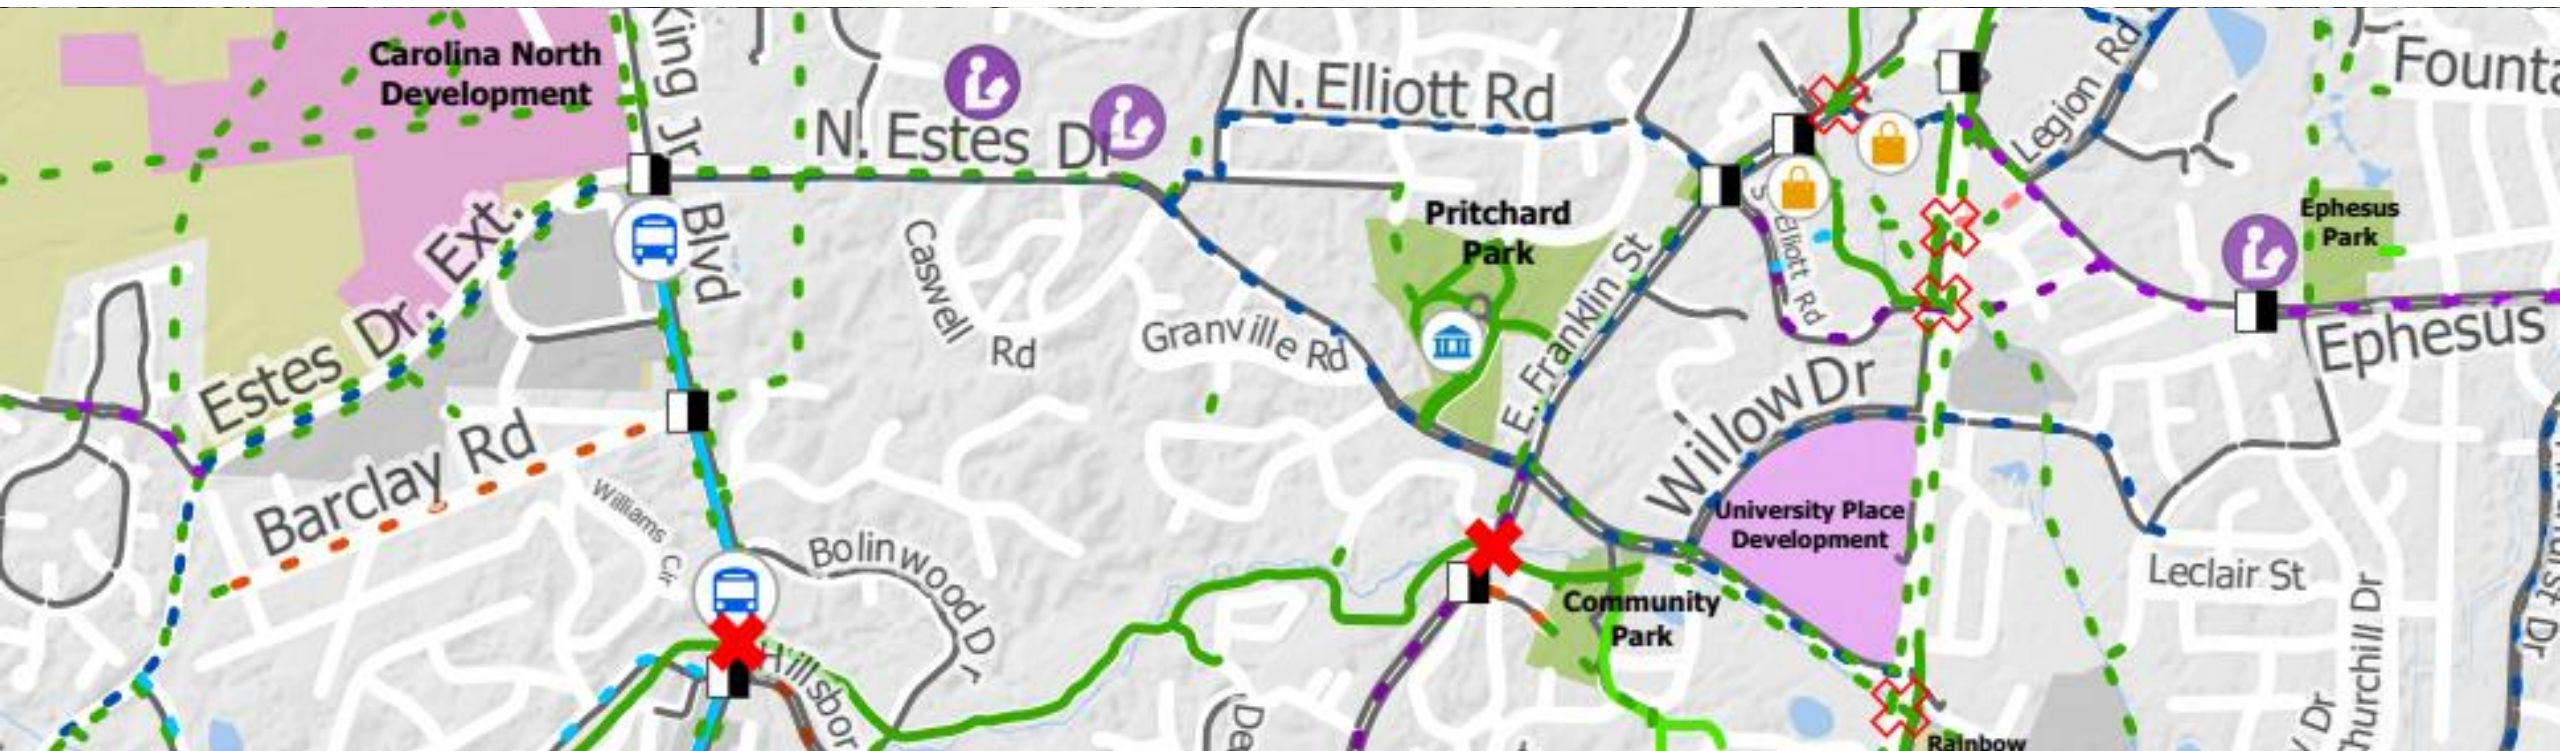 Carolina North
Development
King Jr
Blvd
N. Estes Dr
N. Elliott Rd
Legion Rd
Ephesus
Park
Pritchard
Park
Estes Dr. Ext.
Caswell
Rd
Granville Rd
E. Franklin St
S Elliott Rd
Willow Dr
Ephesus
Barclay Rd
Williams Cir
Bolinwood Dr
University Place
Development
Leclair St
Community
Park
Churchill Dr
Dr
Rainbow